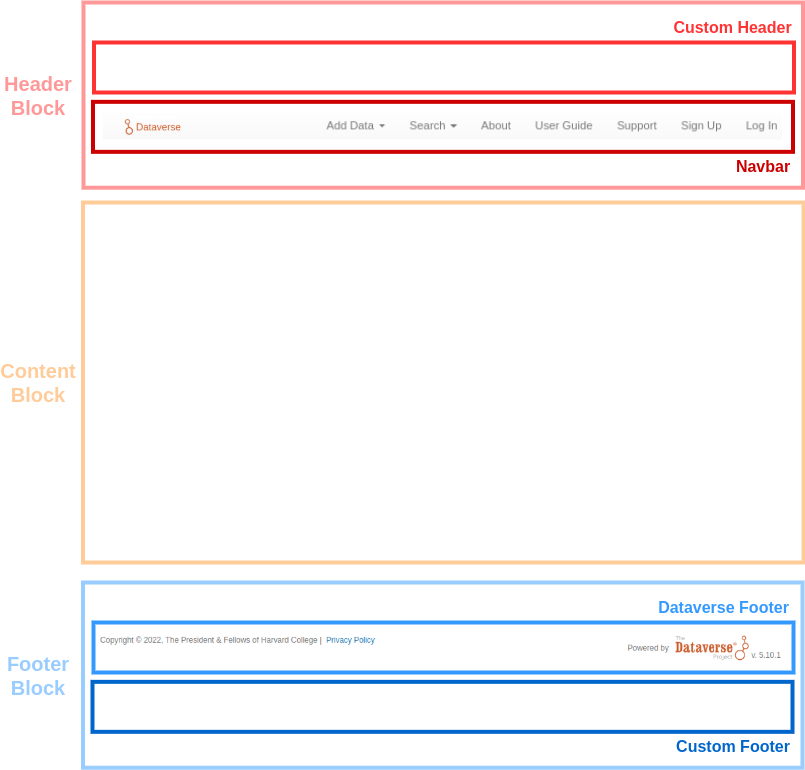 Custom Header
Header
Block
Dataverse Add Data Search About User Guide Support Sign Up Log In
Navbar
Content
Block
Dataverse Footer
Copyright © 2022, The President & Fellows of Harvard College | Privacy Policy
Powered by The Dataverse® Project v. 5.10.1
Footer
Block
Custom Footer